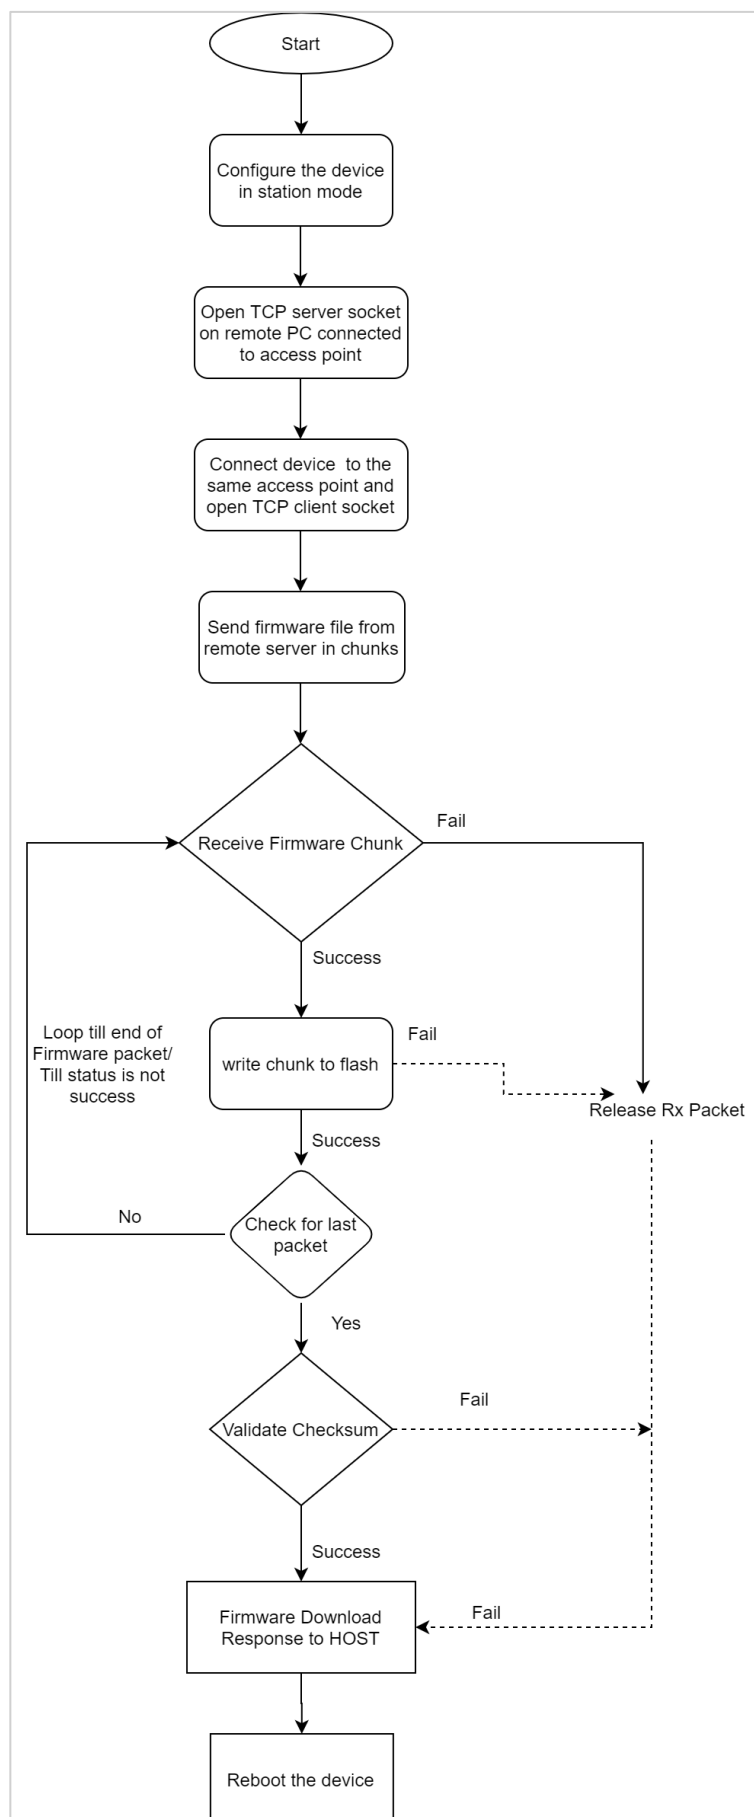 Start
Configure the device
in station mode
Open TCP server socket
on remote PC connected
to access point
Connect device  to the
same access point and
open TCP client socket
Send firmware file from
remote server in chunks
Receive Firmware Chunk
Fail
Success
Loop till end of
Firmware packet/
Till status is not
success
write chunk to flash
Fail
Release Rx Packet
Success
Check for last
packet
No
Yes
Validate Checksum
Fail
Success
Firmware Download
Response to HOST
Fail
Reboot the device